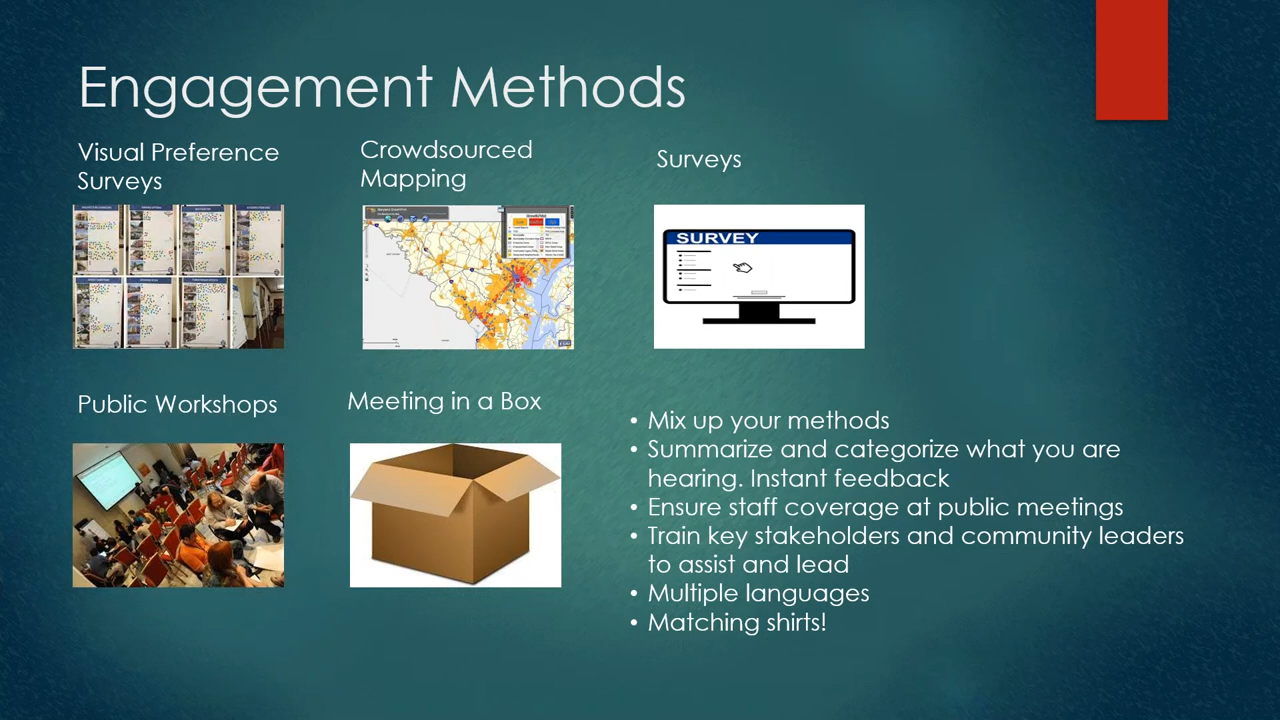 Engagement Methods
Visual Preference
Surveys
Crowdsourced
Mapping
Surveys
SURVEY
Public Workshops
Meeting in a Box
• Mix up your methods
• Summarize and categorize what you are
hearing. Instant feedback
• Ensure staff coverage at public meetings
• Train key stakeholders and community leaders
to assist and lead
• Multiple languages
• Matching shirts!